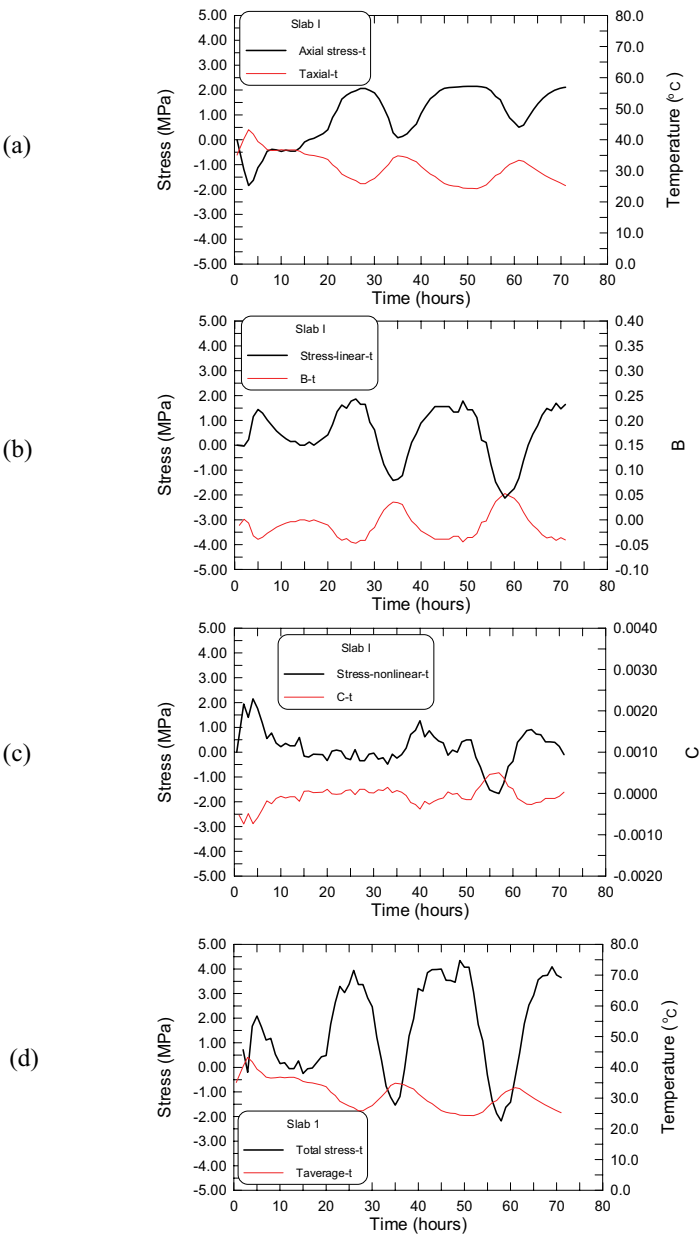 (a)
Slab I
Axial stress-t
Taxial-t
5.00
4.00
3.00
2.00
1.00
0.00
-1.00
-2.00
-3.00
-4.00
-5.00
Stress (MPa)
80.0
70.0
60.0
50.0
40.0
30.0
20.0
10.0
0.0
Temperature (°C)
0 10 20 30 40 50 60 70 80
Time (hours)
(b)
Slab I
Stress-linear-t
B-t
5.00
4.00
3.00
2.00
1.00
0.00
-1.00
-2.00
-3.00
-4.00
-5.00
Stress (MPa)
0.40
0.35
0.30
0.25
0.20
0.15
0.10
0.05
0.00
-0.05
-0.10
B
0 10 20 30 40 50 60 70 80
Time (hours)
(c)
Slab I
Stress-nonlinear-t
C-t
5.00
4.00
3.00
2.00
1.00
0.00
-1.00
-2.00
-3.00
-4.00
-5.00
Stress (MPa)
0.0040
0.0030
0.0020
0.0010
0.0000
-0.0010
-0.0020
C
0 10 20 30 40 50 60 70 80
Time (hours)
(d)
Slab 1
Total stress-t
Taverage-t
5.00
4.00
3.00
2.00
1.00
0.00
-1.00
-2.00
-3.00
-4.00
-5.00
Stress (MPa)
80.0
70.0
60.0
50.0
40.0
30.0
20.0
10.0
0.0
Temperature (°C)
0 10 20 30 40 50 60 70 80
Time (hours)